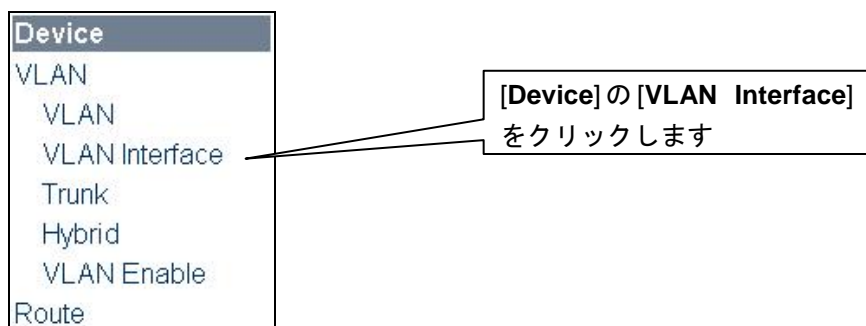 Device
VLAN
VLAN
VLAN Interface
Trunk
Hybrid
VLAN Enable
Route
[Device]の[VLAN Interface]
をクリックします